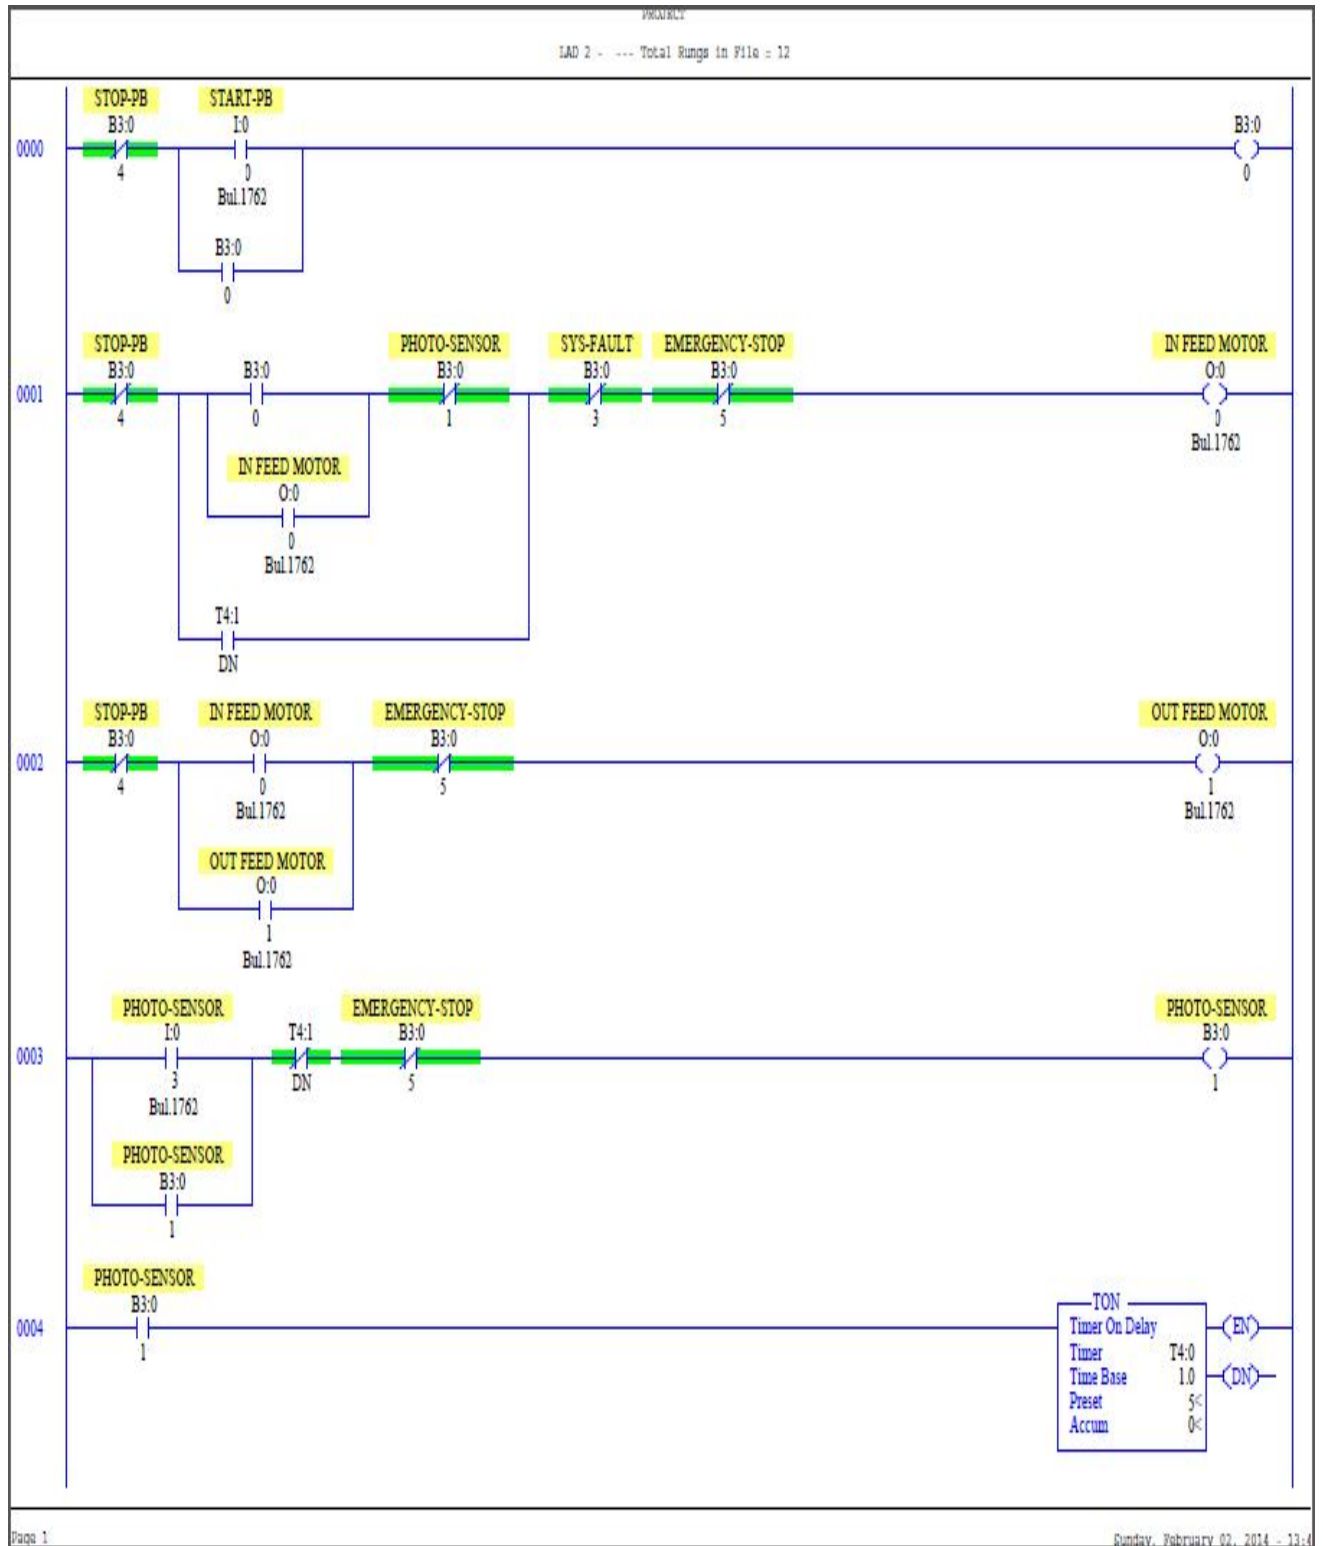 PROJECT
LAD 2 - --- Total Rungs in File = 12
STOP-PB START-PB
B3:0 I:0 B3:0
0000
4 0 0
Bul.1762
B3:0
0
STOP-PB PHOTO-SENSOR SYS-FAULT EMERGENCY-STOP IN FEED MOTOR
B3:0 B3:0 B3:0 B3:0 B3:0 O:0
0001
4 0 1 3 5 0
Bul.1762
IN FEED MOTOR
O:0
0
Bul.1762
T4:1
DN
STOP-PB IN FEED MOTOR EMERGENCY-STOP OUT FEED MOTOR
B3:0 O:0 B3:0 O:0
0002
4 0 5 1
Bul.1762 Bul.1762
OUT FEED MOTOR
O:0
1
Bul.1762
PHOTO-SENSOR EMERGENCY-STOP PHOTO-SENSOR
I:0 T4:1 B3:0 B3:0
0003
3 DN 5 1
Bul.1762
PHOTO-SENSOR
B3:0
1
PHOTO-SENSOR
B3:0
TON
0004
Timer On Delay EN
1
Timer T4:0
Time Base 1.0 DN
Preset 5<
Accum 0<
Page 1 Sunday, February 02, 2014 - 13:4